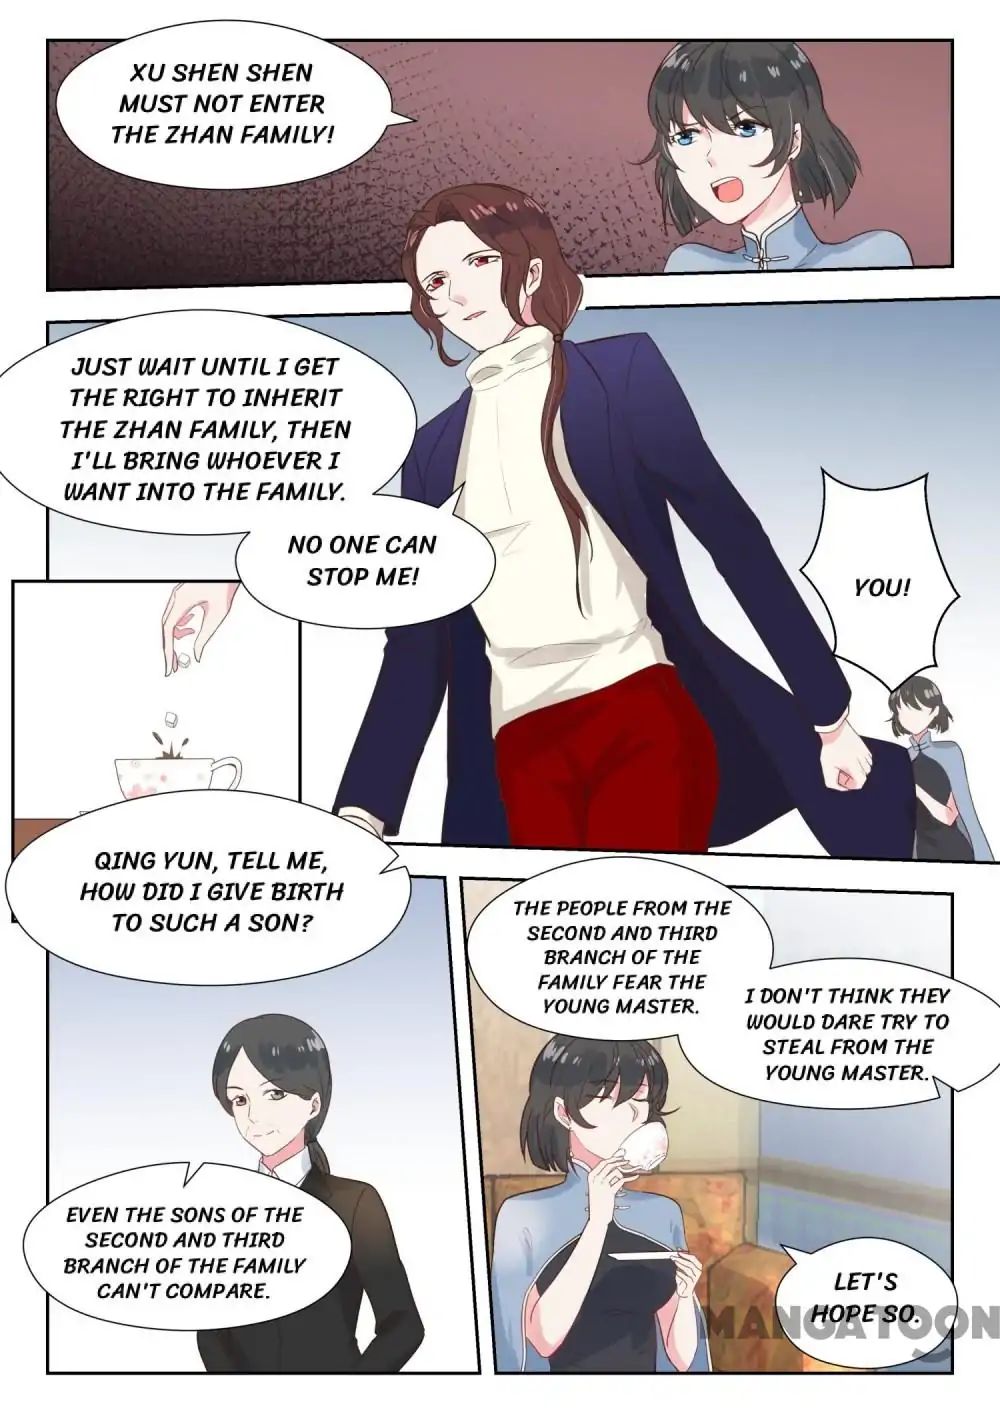 XU SHEN SHEN
MUST NOT ENTER
THE ZHAN FAMILY!
JUST WAIT UNTIL I GET
THE RIGHT TO INHERIT
THE ZHAN FAMILY, THEN
I'LL BRING WHOEVER I
WANT INTO THE FAMILY.
NO ONE CAN
STOP ME!
YOU!
QING YUN, TELL ME,
HOW DID I GIVE BIRTH
TO SUCH A SON?
EVEN THE SONS OF THE
SECOND AND THIRD
BRANCH OF THE FAMILY
CAN'T COMPARE.
THE PEOPLE FROM THE
SECOND AND THIRD
BRANCH OF THE
FAMILY FEAR THE
YOUNG MASTER.
I DON'T THINK THEY
WOULD DARE TRY TO
STEAL FROM THE
YOUNG MASTER.
LET'S
HOPE SO.
MANGATOON